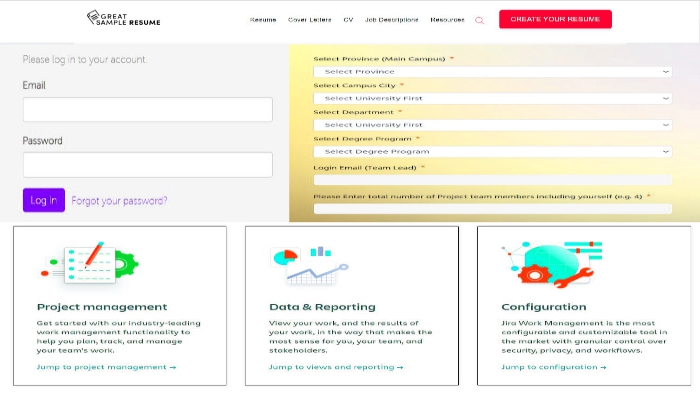 GREAT
SAMPLE RESUME
Resume Cover Letters CV Job Descriptions Resources CREATE YOUR RESUME
Please log in to your account.
Email
Password
Log in Forgot your password?
Select Province (Main Campus) *
Select Province
Select Campus City *
Select University First
Select Department *
Select University First
Select Degree Program *
Select Degree Program
Login Email (Team Lead) *
Please Enter total number of Project team members including yourself (e.g. 4) *
Project management
Get started with our industry-leading
work management functionality to
help you plan, track, and manage
your team's work.
Jump to project management →
Data & Reporting
View your work, and the results of
your work, in the way that makes the
most sense for you, your team, and
stakeholders.
Jump to views and reporting →
Configuration
Jira Work Management is the most
configurable and customizable tool in
the market with granular control over
security, privacy, and workflows.
Jump to configuration →